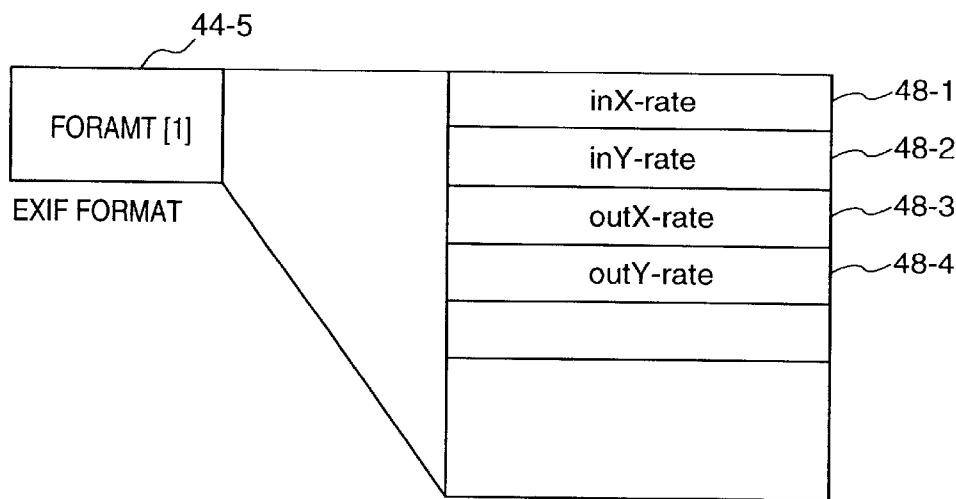 44-5
FORAMT [1]
EXIF FORMAT
inX-rate
48-1
inY-rate
48-2
outX-rate
48-3
outY-rate
48-4